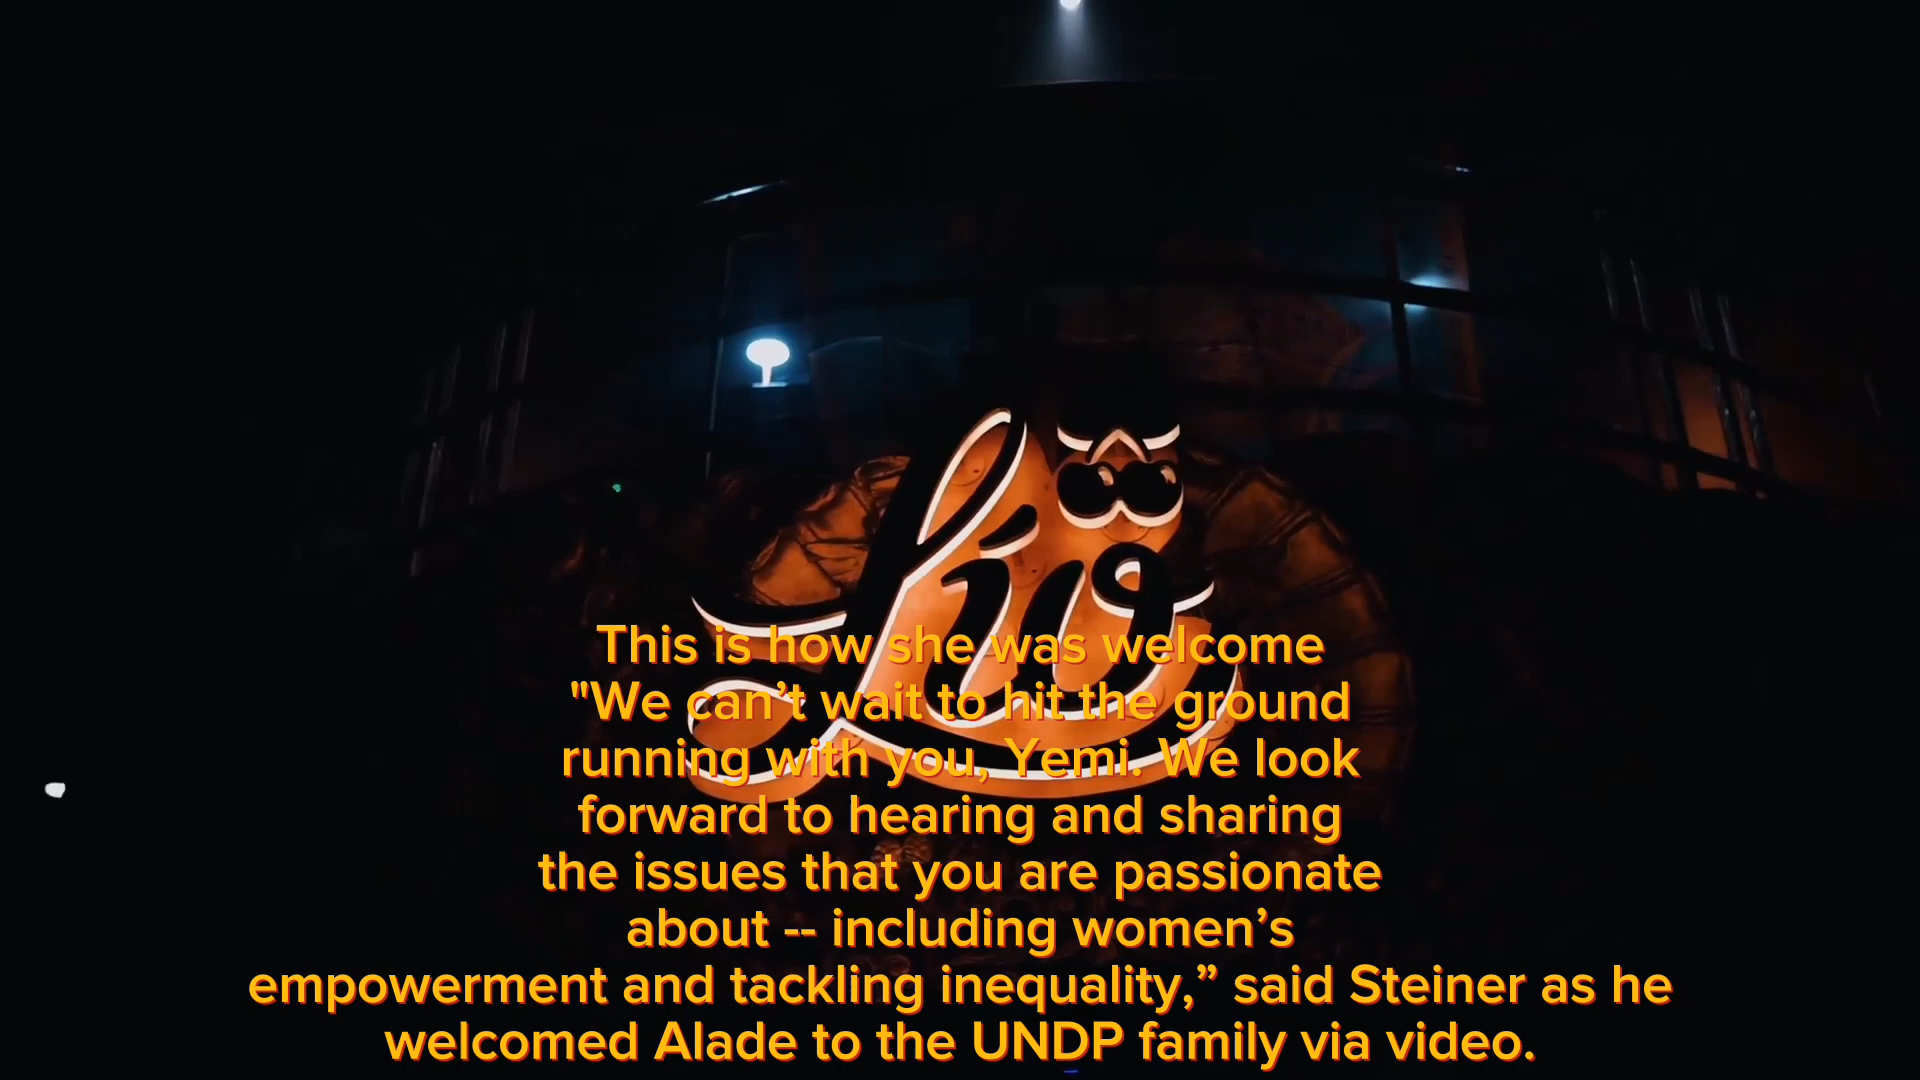 This is how she was welcome
"We can’t wait to hit the ground
running with you, Yemi. We look
forward to hearing and sharing
the issues that you are passionate
about -- including women’s
empowerment and tackling inequality,” said Steiner as he
welcomed Alade to the UNDP family via video.